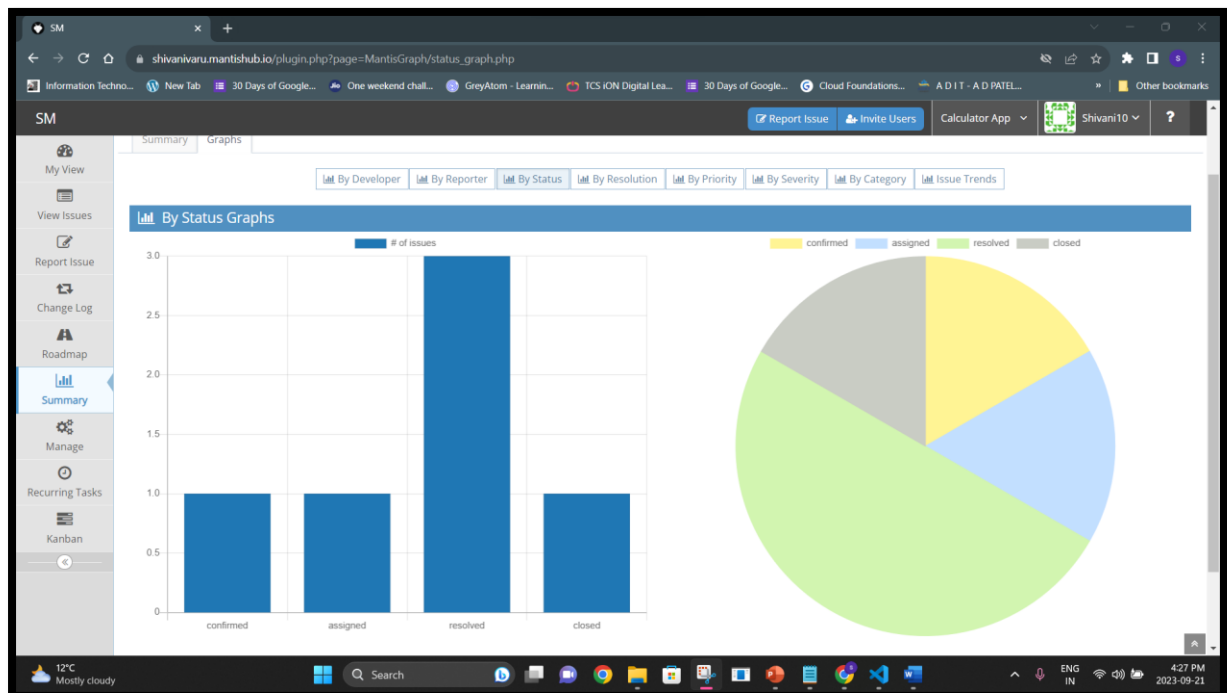 SM
shivanivaru.mantishub.io/plugin.php?page=MantisGraph/status_graph.php
Information Techno... New Tab 30 Days of Google... One weekend chall... GreyAtom - Learnin... TCS iON Digital Lea... 30 Days of Google... Cloud Foundations... A D I T - A D PATEL... » Other bookmarks
SM Report Issue Invite Users Calculator App Shivani10 ?
Summary Graphs
My View
By Developer By Reporter By Status By Resolution By Priority By Severity By Category Issue Trends
View Issues
By Status Graphs
# of issues
confirmed assigned resolved closed
Report Issue
Change Log
Roadmap
Summary
Manage
Recurring Tasks
Kanban
3.0
2.5
2.0
1.5
1.0
0.5
0
confirmed assigned resolved closed
12°C
Mostly cloudy
Search
ENG
IN
4:27 PM
2023-09-21